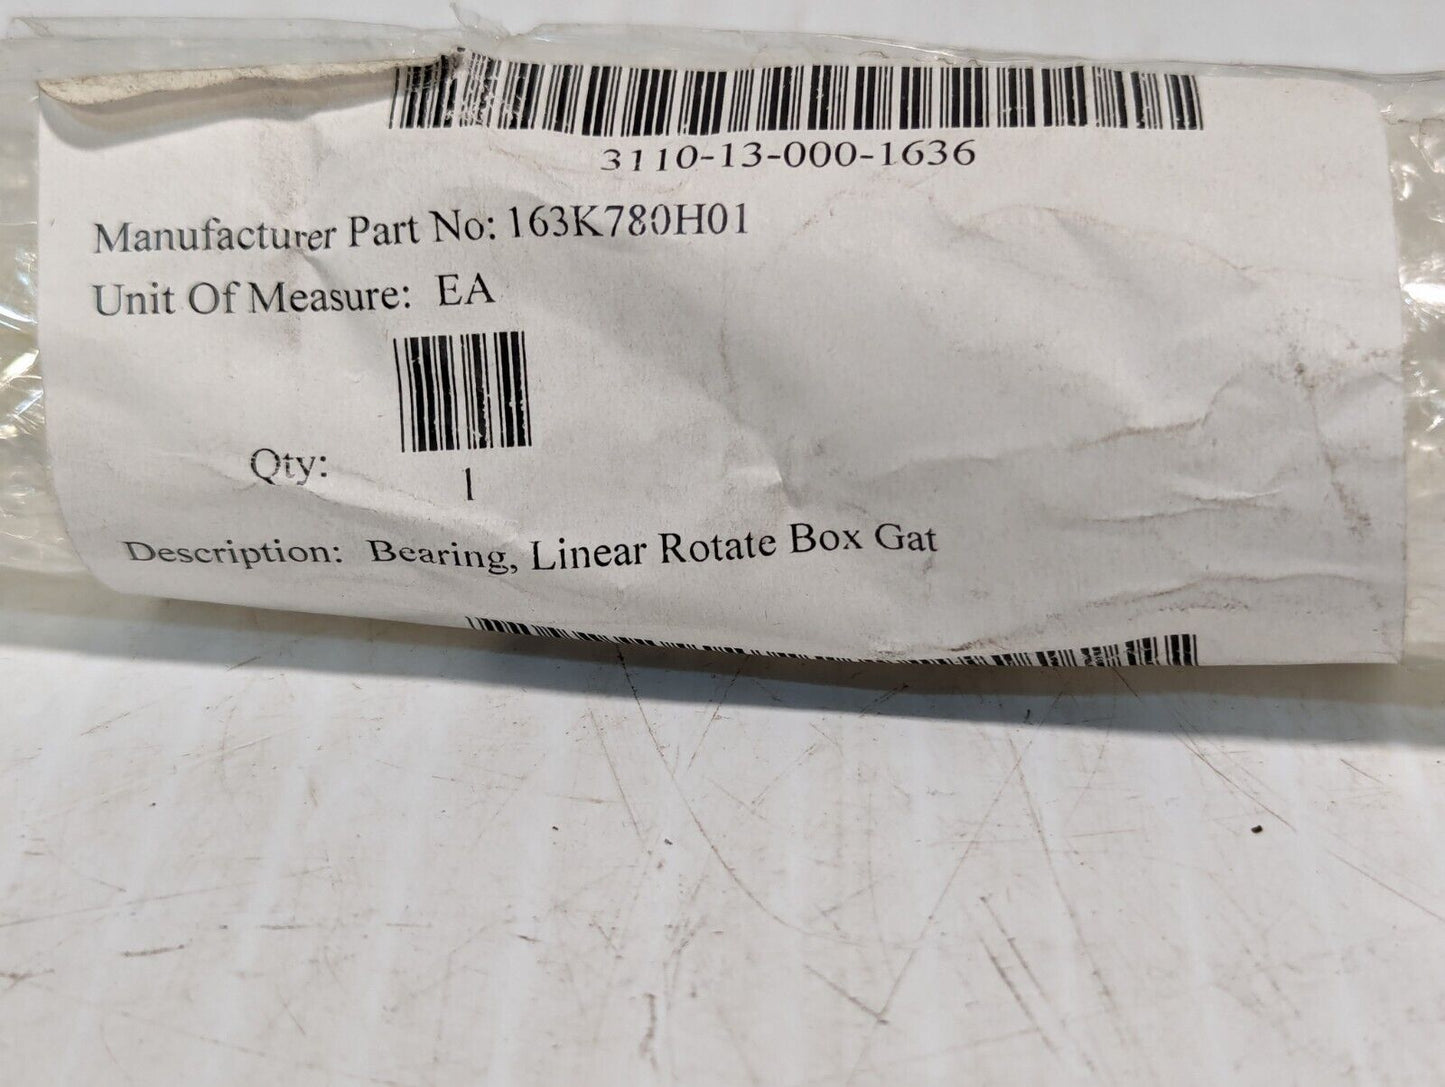 3110-13-000-1636
Manufacturer Part No: 163K780H01
Unit Of Measure: EA
Qty:
1
Description: Bearing, Linear Rotate Box Gat